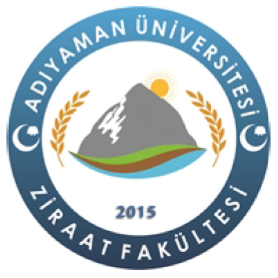 ADIYAMAN ÜNİVERSİTESİ
2015
ZİRAAT FAKÜLTESİ